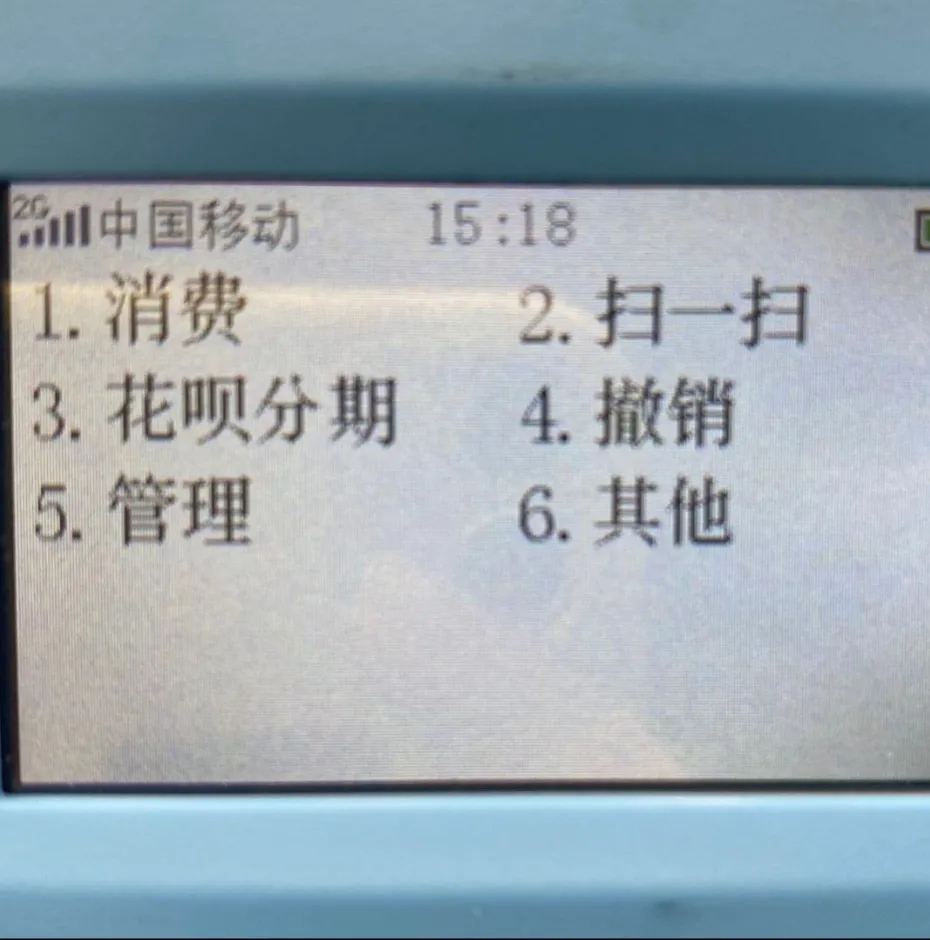 2G 中国移动 15:18
1. 消费 2. 扫一扫
3. 花呗分期 4. 撤销
5. 管理 6. 其他